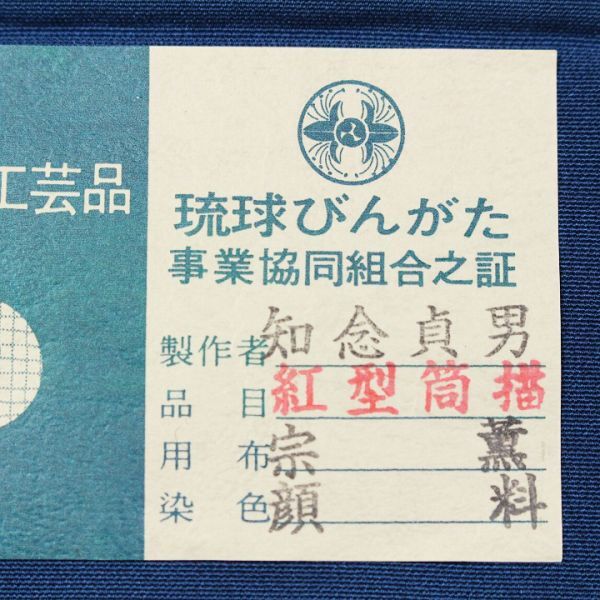 工芸品
琉球びんがた
事業協同組合之証
製作者 知念貞男
品目 紅型筒描
用布 宗薫
染色 顔料